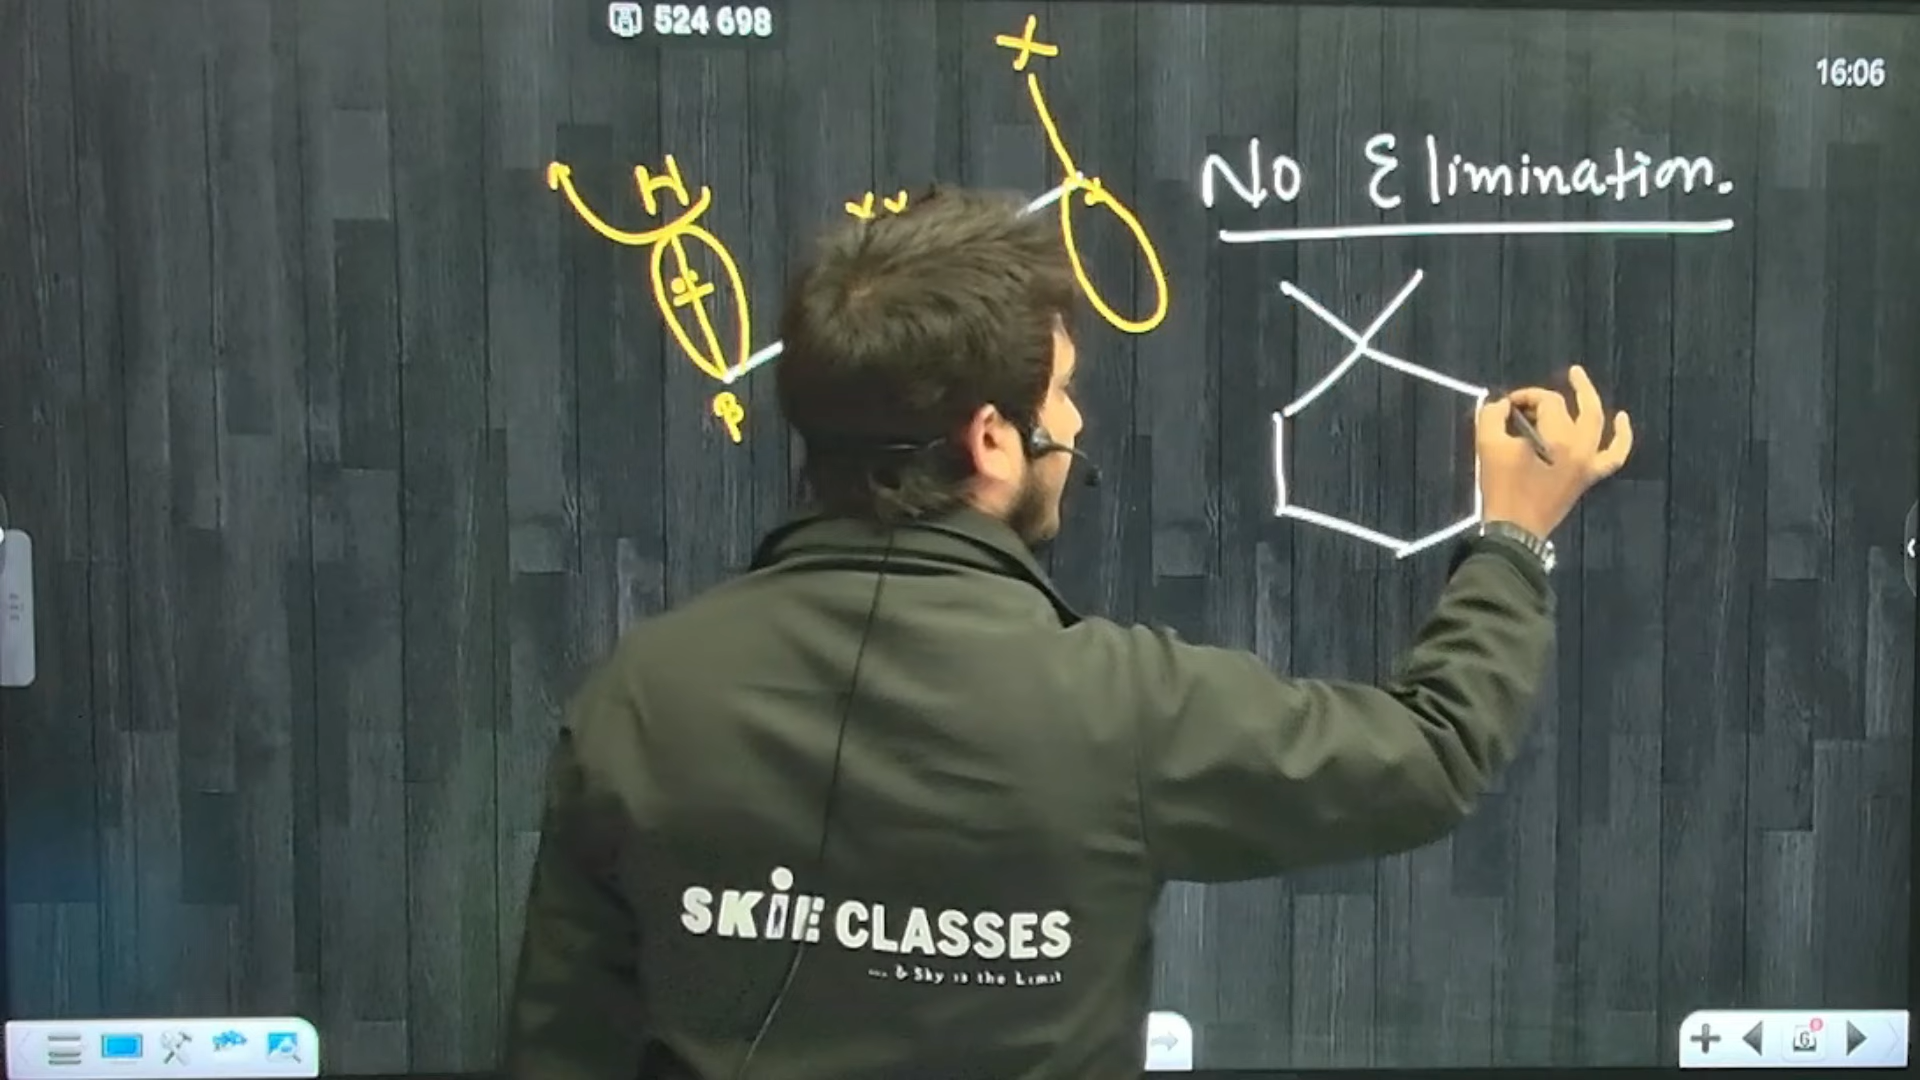 524 698
16:06
X
H
No Elimination.
β
SKIE CLASSES
... & Sky is the Limit